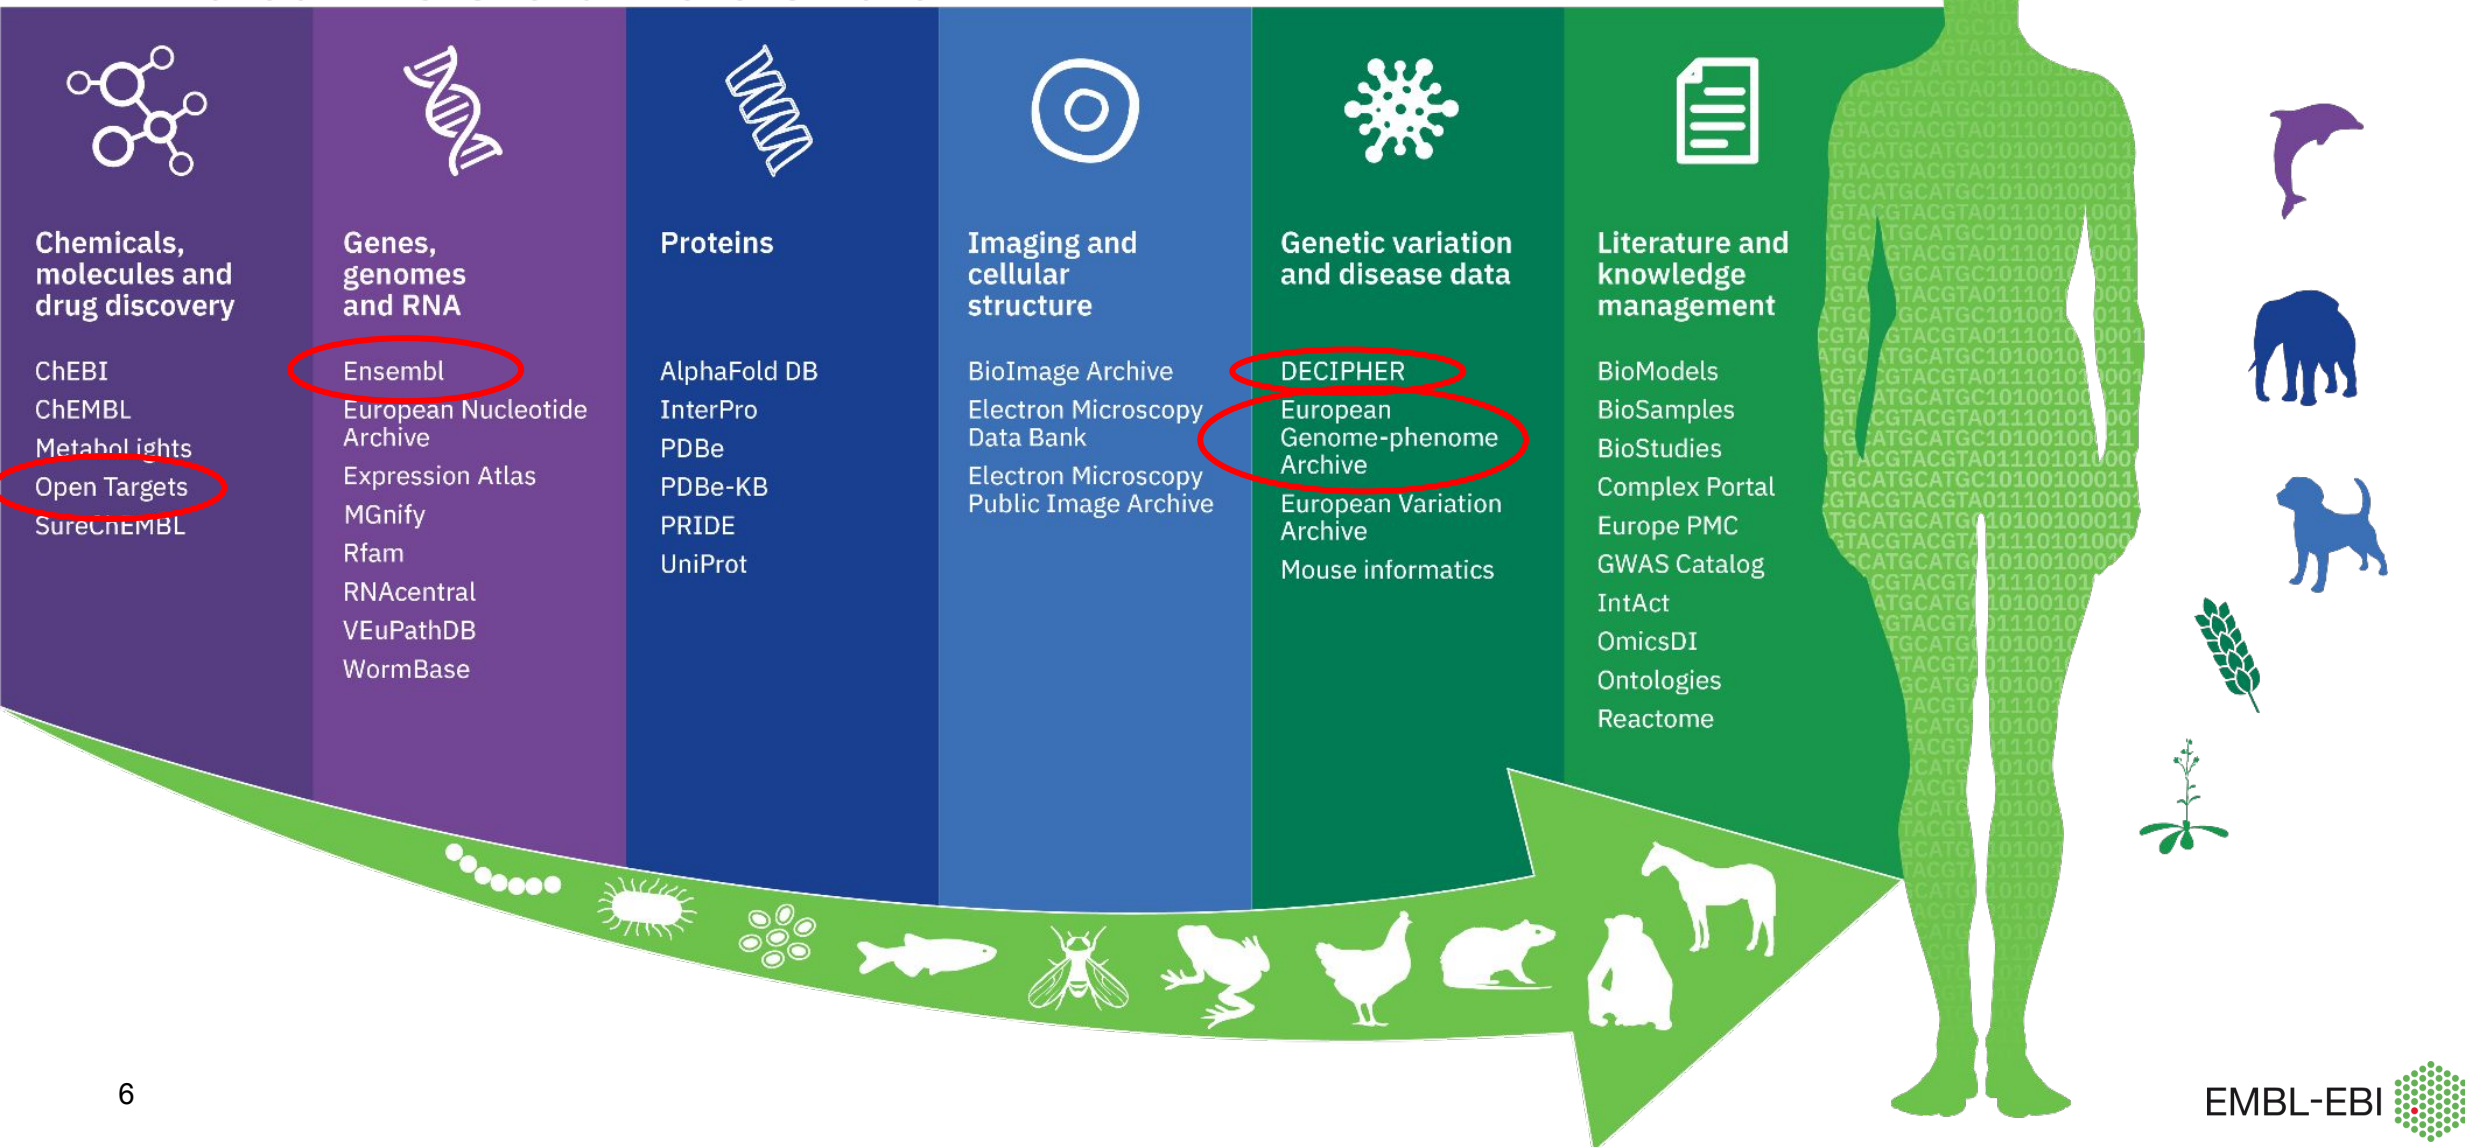 Chemicals,
molecules and
drug discovery
ChEBI
ChEMBL
MetaboLights
Open Targets
SureChEMBL
Genes,
genomes
and RNA
Ensembl
European Nucleotide
Archive
Expression Atlas
MGnify
Rfam
RNAcentral
VEuPathDB
WormBase
Proteins
AlphaFold DB
InterPro
PDBe
PDBe-KB
PRIDE
UniProt
Imaging and
cellular
structure
BioImage Archive
Electron Microscopy
Data Bank
Electron Microscopy
Public Image Archive
Genetic variation
and disease data
DECIPHER
European
Genome-phenome
Archive
European Variation
Archive
Mouse informatics
Literature and
knowledge
management
BioModels
BioSamples
BioStudies
Complex Portal
Europe PMC
GWAS Catalog
IntAct
OmicsDI
Ontologies
Reactome
6
EMBL-EBI